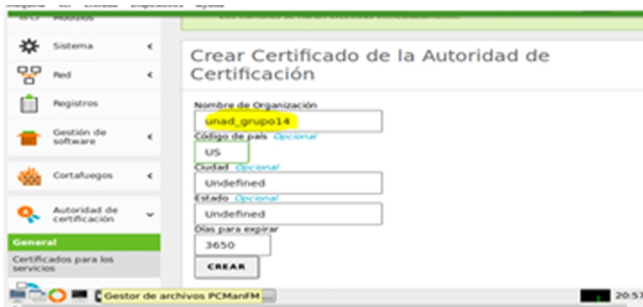 Módulos
Sistema
Red
Registros
Gestión de
software
Cortafuegos
Autoridad de
certificación
General
Certificados para los
servicios
Crear Certificado de la Autoridad de
Certificación
Nombre de Organización
unad_grupo14
Código de país Opcional
US
Ciudad Opcional
Undefined
Estado Opcional
Undefined
Días para expirar
3650
CREAR
Gestor de archivos PCManFM